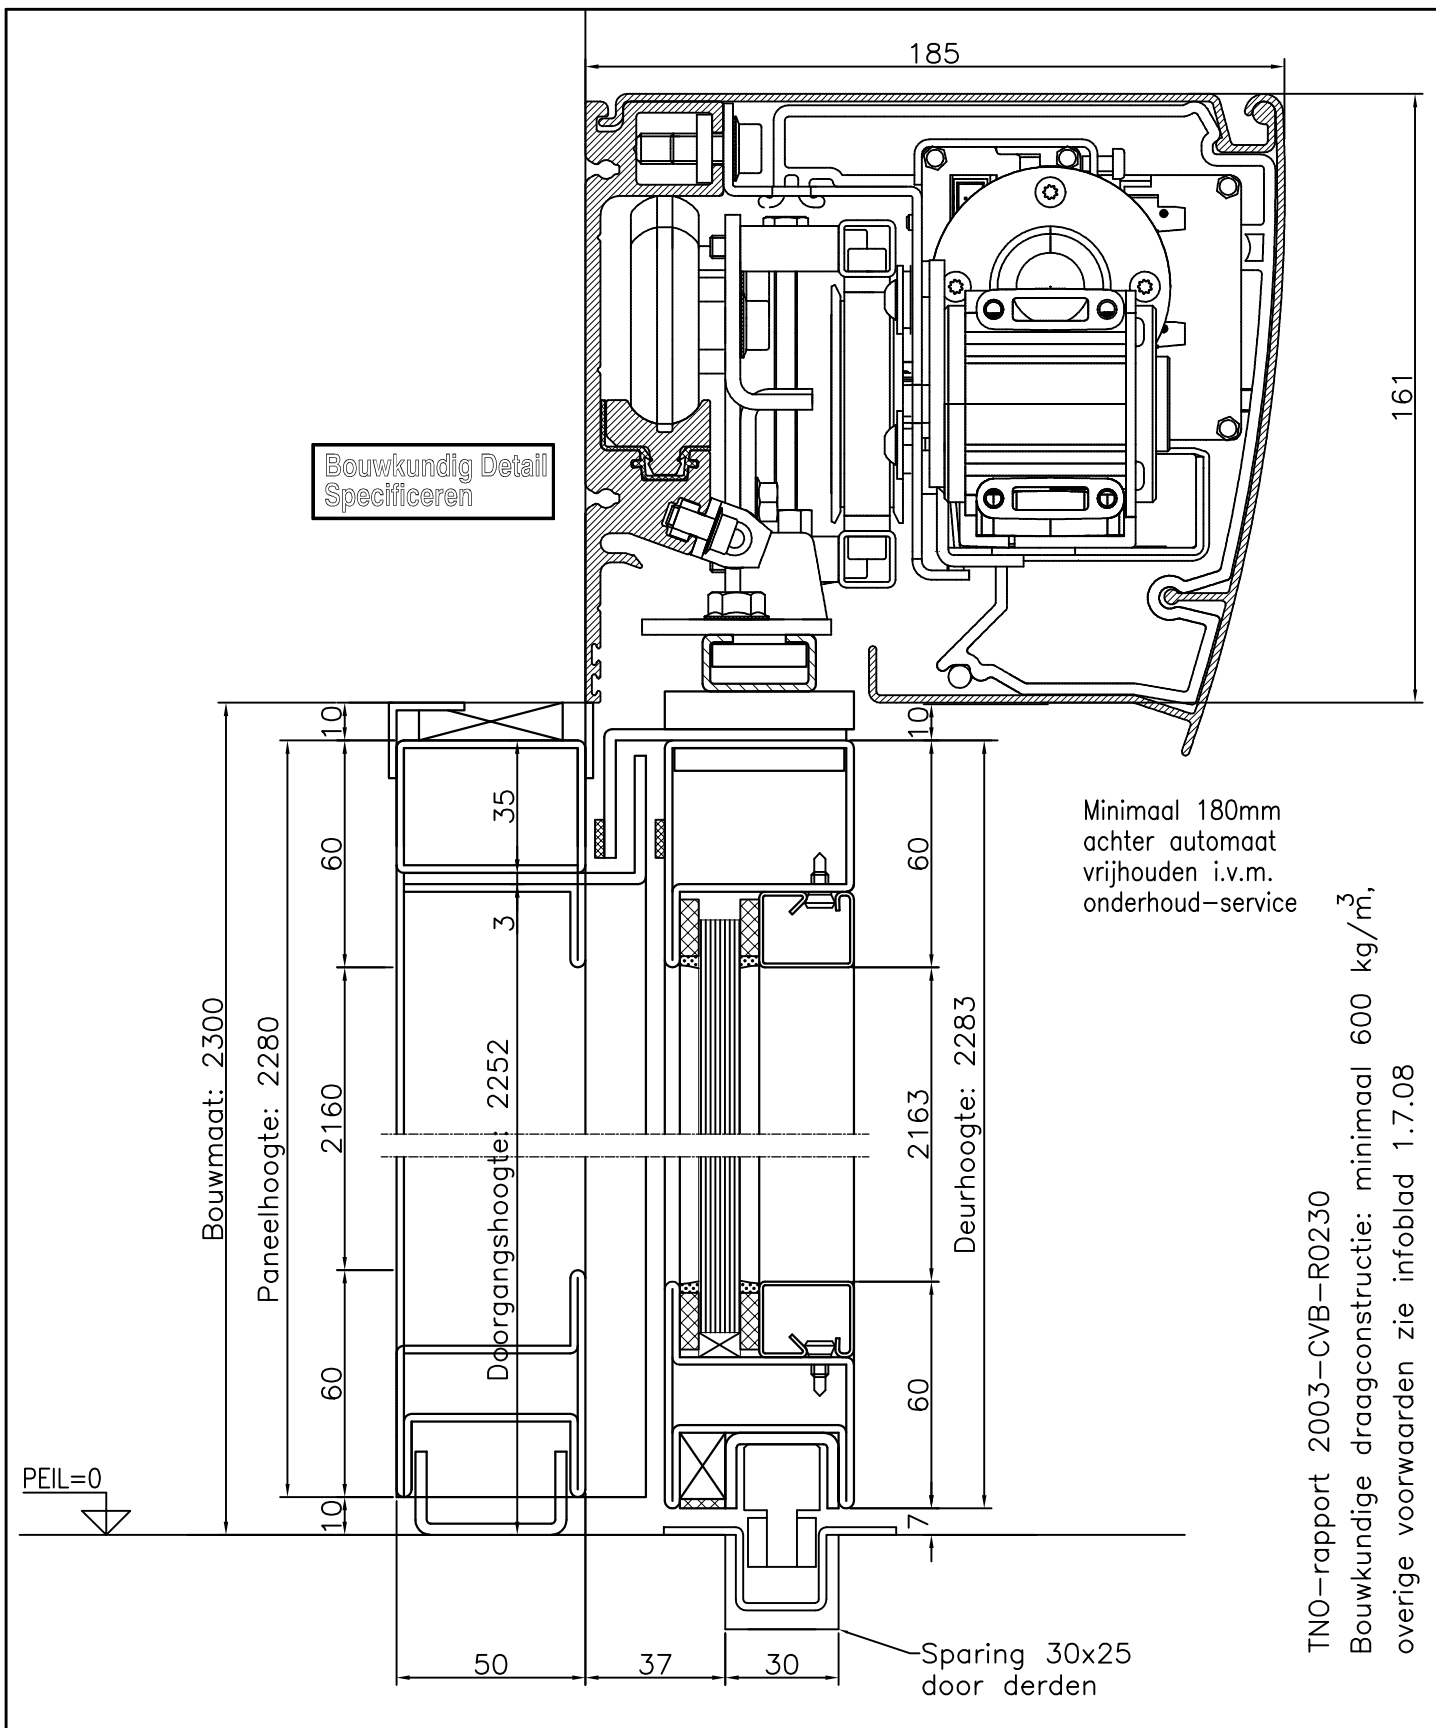 185
161
Bouwkundig Detail
Specificeren
10
10
60
35
60
3
Minimaal 180mm
achter automaat
vrijhouden i.v.m.
onderhoud-service
Bouwmaat: 2300
Paneelhoogte: 2280
2160
Doorgangshoogte: 2252
2163
Deurhoogte: 2283
60
60
PEIL=0
10
7
50
37
30
Sparing 30x25
door derden
TNO-rapport 2003-CVB-R0230
Bouwkundige draagconstructie: minimaal 600 kg/m³,
overige voorwaarden zie infoblad 1.7.08